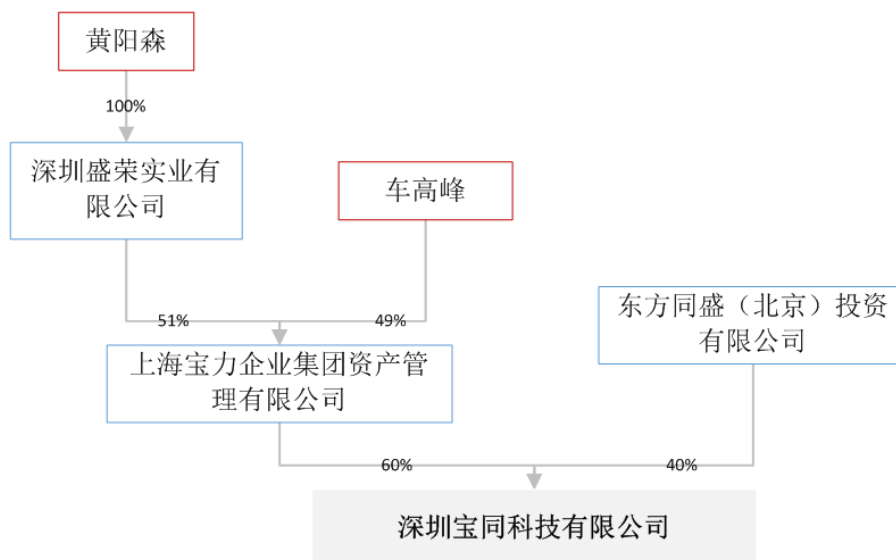 黄阳森
100%
深圳盛荣实业有
限公司
车高峰
51%
49%
东方同盛（北京）投资
有限公司
上海宝力企业集团资产管
理有限公司
60%
40%
深圳宝同科技有限公司